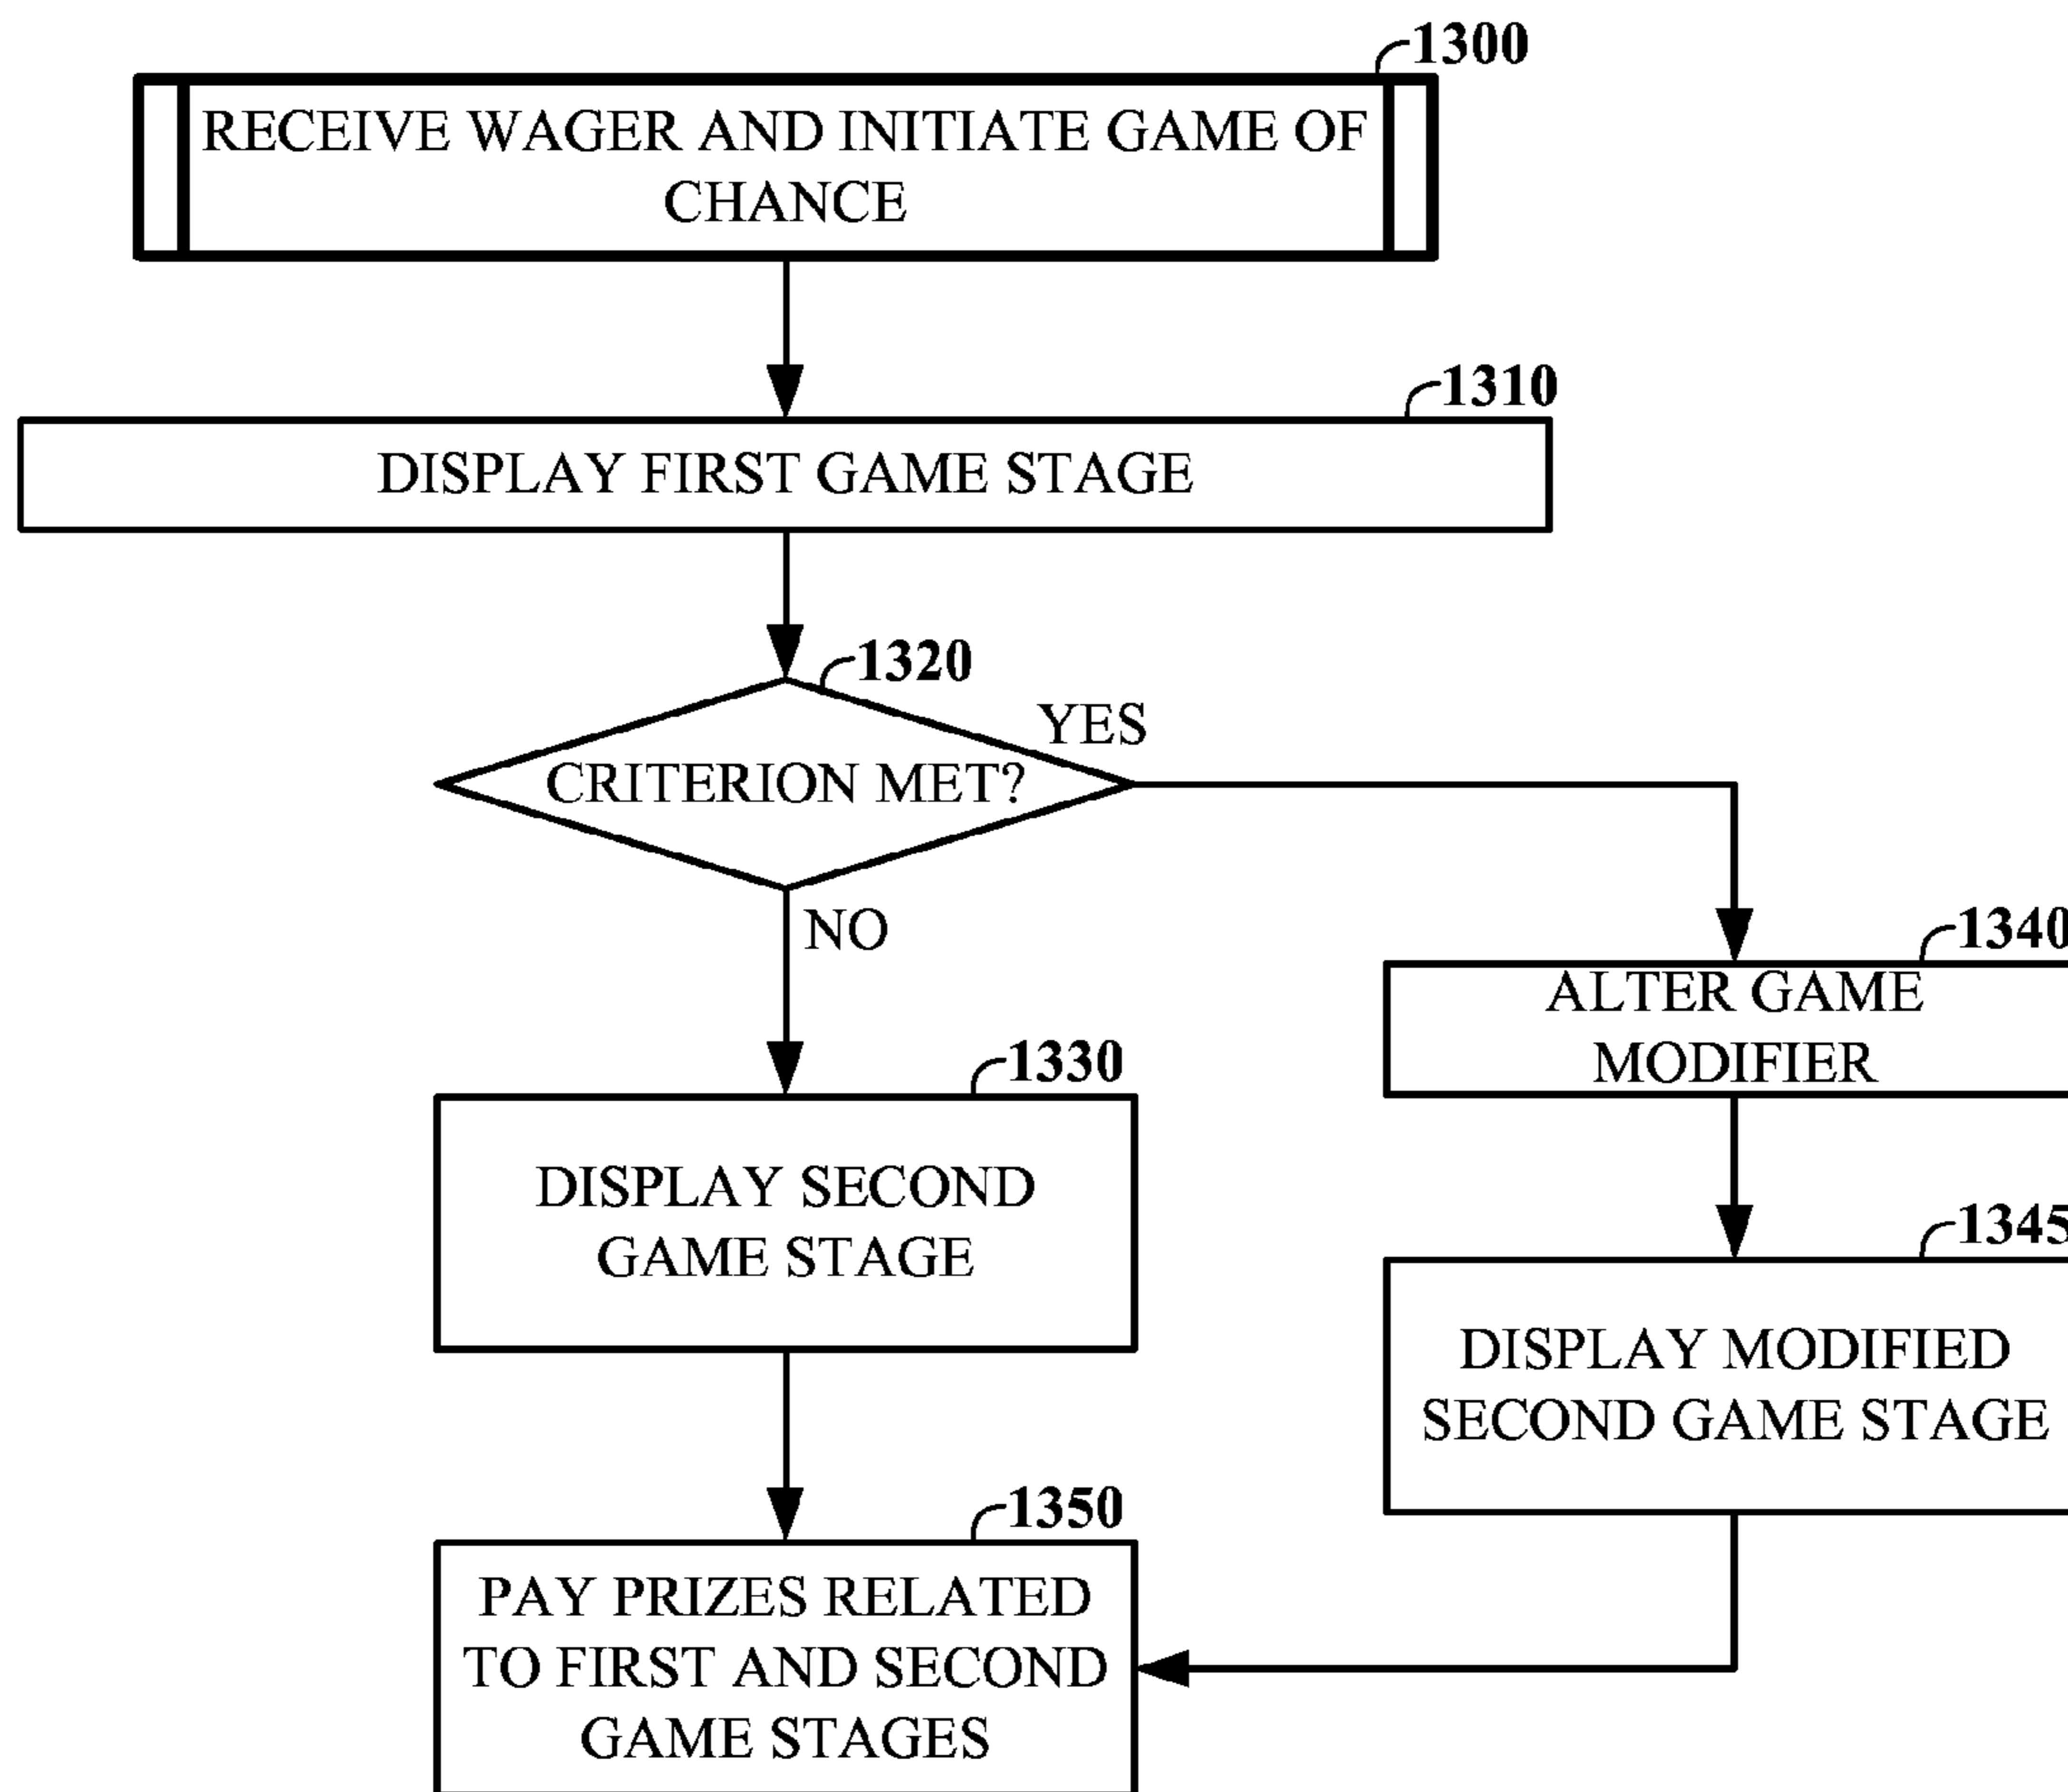 1300
RECEIVE WAGER AND INITIATE GAME OF
CHANCE
1310
DISPLAY FIRST GAME STAGE
1320
YES
CRITERION MET?
NO
1340
ALTER GAME
MODIFIER
1330
DISPLAY SECOND
GAME STAGE
1345
DISPLAY MODIFIED
SECOND GAME STAGE
1350
PAY PRIZES RELATED
TO FIRST AND SECOND
GAME STAGES